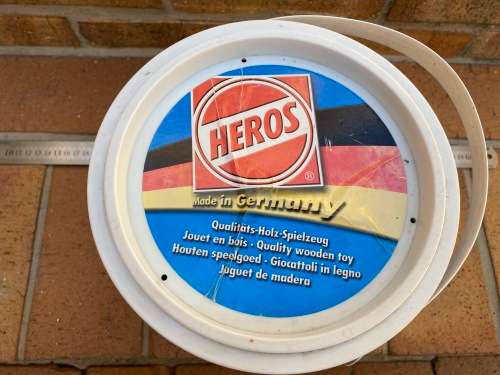 HEROS
®
Made in Germany
Qualitäts-Holz-Spielzeug
Jouet en bois · Quality wooden toy
Houten speelgoed · Giocattoli in legno
Juguet de madera